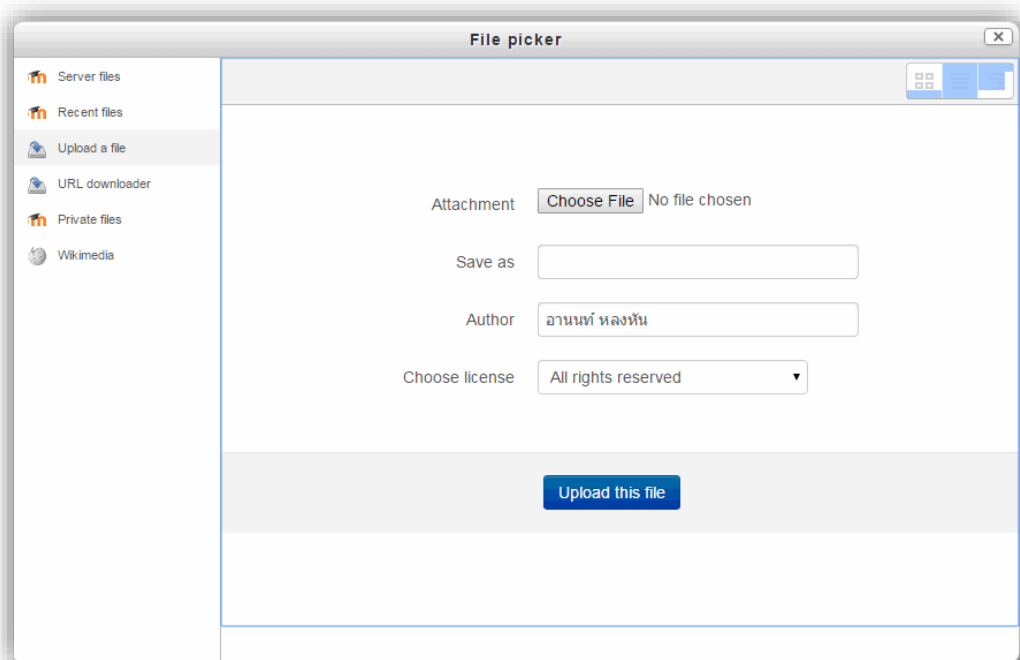 File picker
Server files
Recent files
Upload a file
URL downloader
Private files
Wikimedia
Attachment Choose File No file chosen
Save as
Author อานนท์ หลงหัน
Choose license All rights reserved
Upload this file